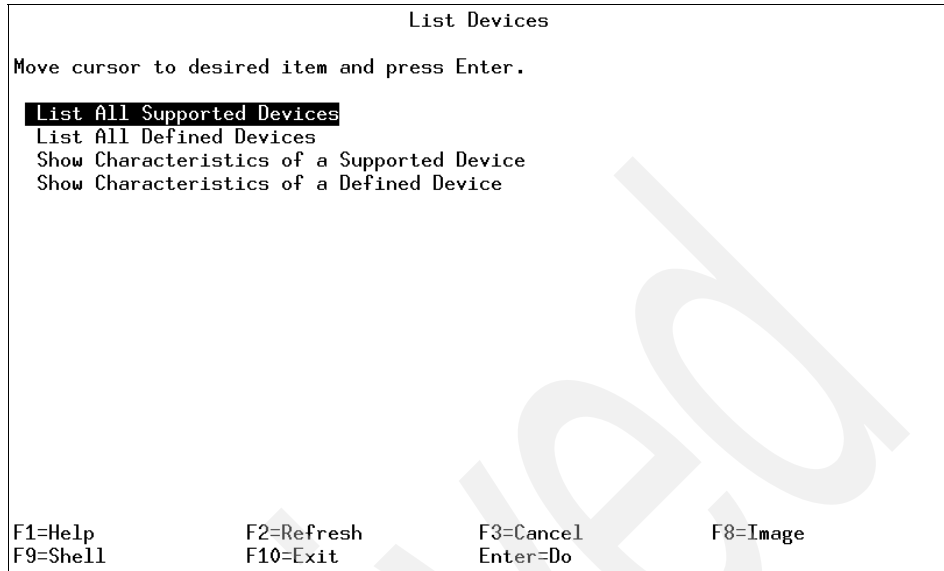 List Devices
Move cursor to desired item and press Enter.
List All Supported Devices
List All Defined Devices
Show Characteristics of a Supported Device
Show Characteristics of a Defined Device
F1=Help F2=Refresh F3=Cancel F8=Image
F9=Shell F10=Exit Enter=Do